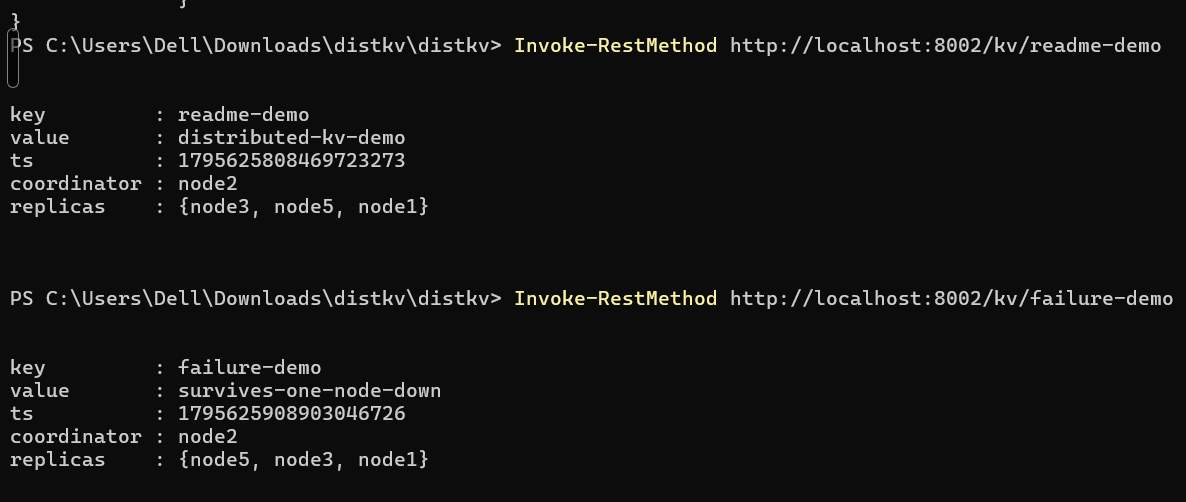 }
}
PS C:\Users\Dell\Downloads\distkv\distkv> Invoke-RestMethod http://localhost:8002/kv/readme-demo
key         : readme-demo
value       : distributed-kv-demo
ts          : 1795625808469723273
coordinator : node2
replicas    : {node3, node5, node1}
PS C:\Users\Dell\Downloads\distkv\distkv> Invoke-RestMethod http://localhost:8002/kv/failure-demo
key         : failure-demo
value       : survives-one-node-down
ts          : 1795625908903046726
coordinator : node2
replicas    : {node5, node3, node1}